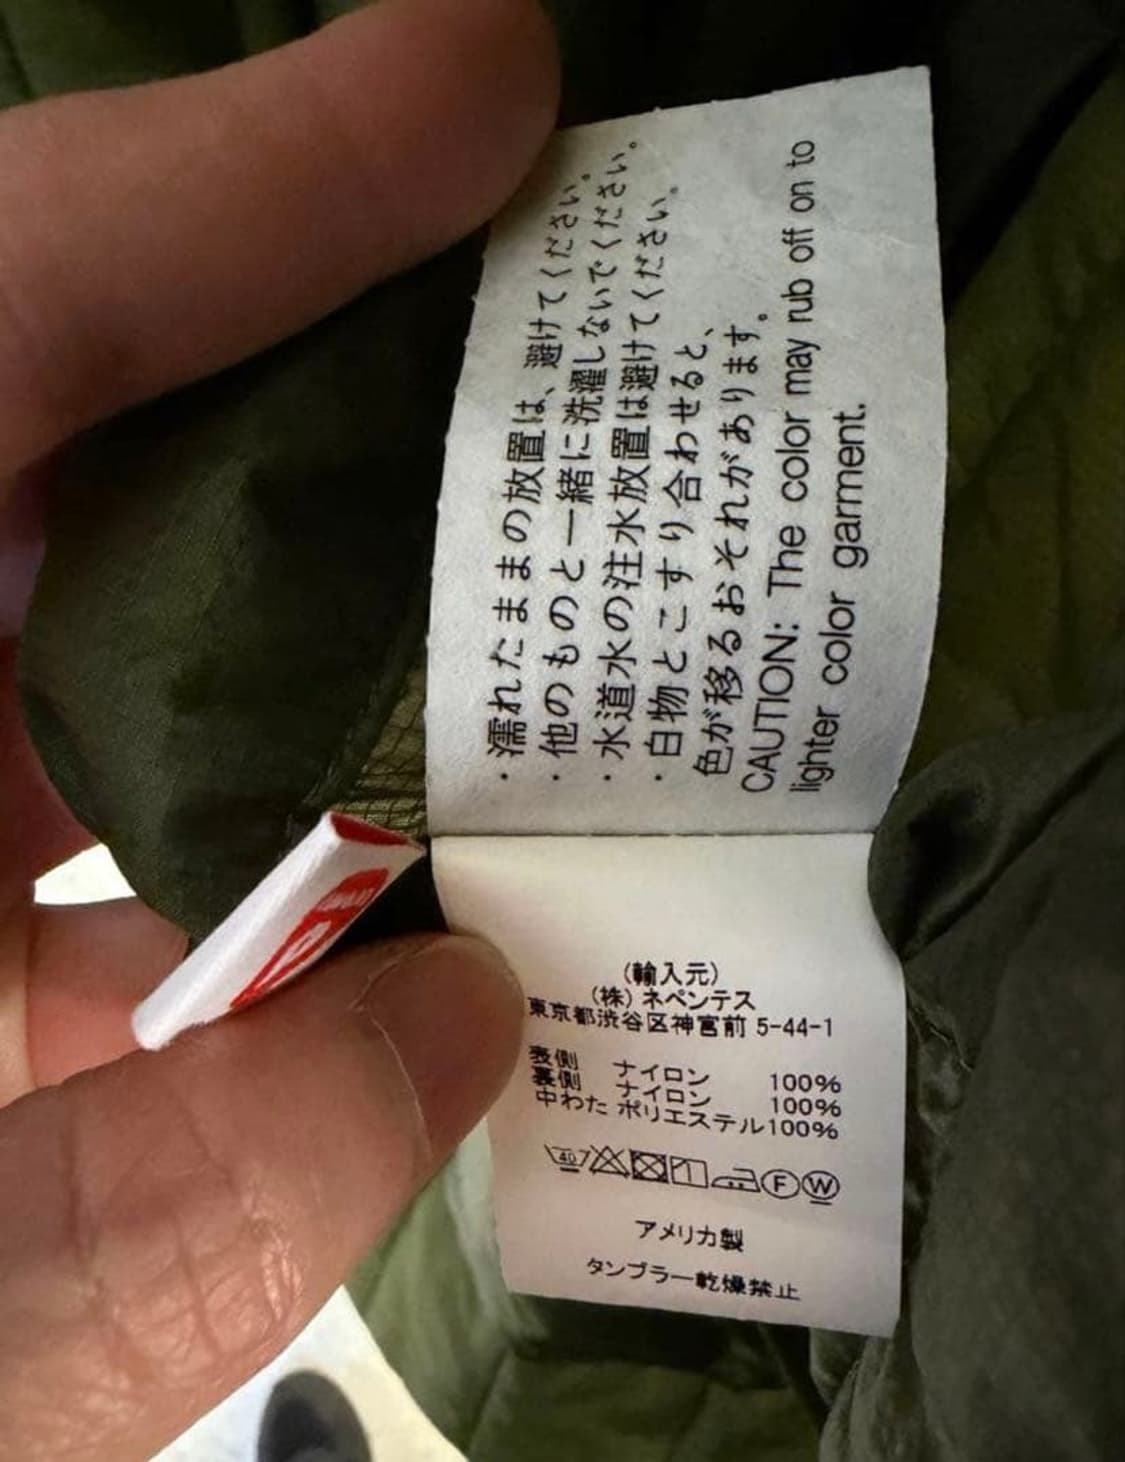 ・濡れたままの放置は、避けてください。
・他のものと一緒に洗濯しないでください。
・水道水の注水放置は避けてください。
・白物とこすり合わせると、
色が移るおそれがあります。
CAUTION: The color may rub off on to
lighter color garment.
(輸入元)
(株) ネペンテス
東京都渋谷区神宮前 5-44-1
表側 ナイロン 100%
裏側 ナイロン 100%
中わた ポリエステル100%
40 F W
アメリカ製
タンブラー乾燥禁止